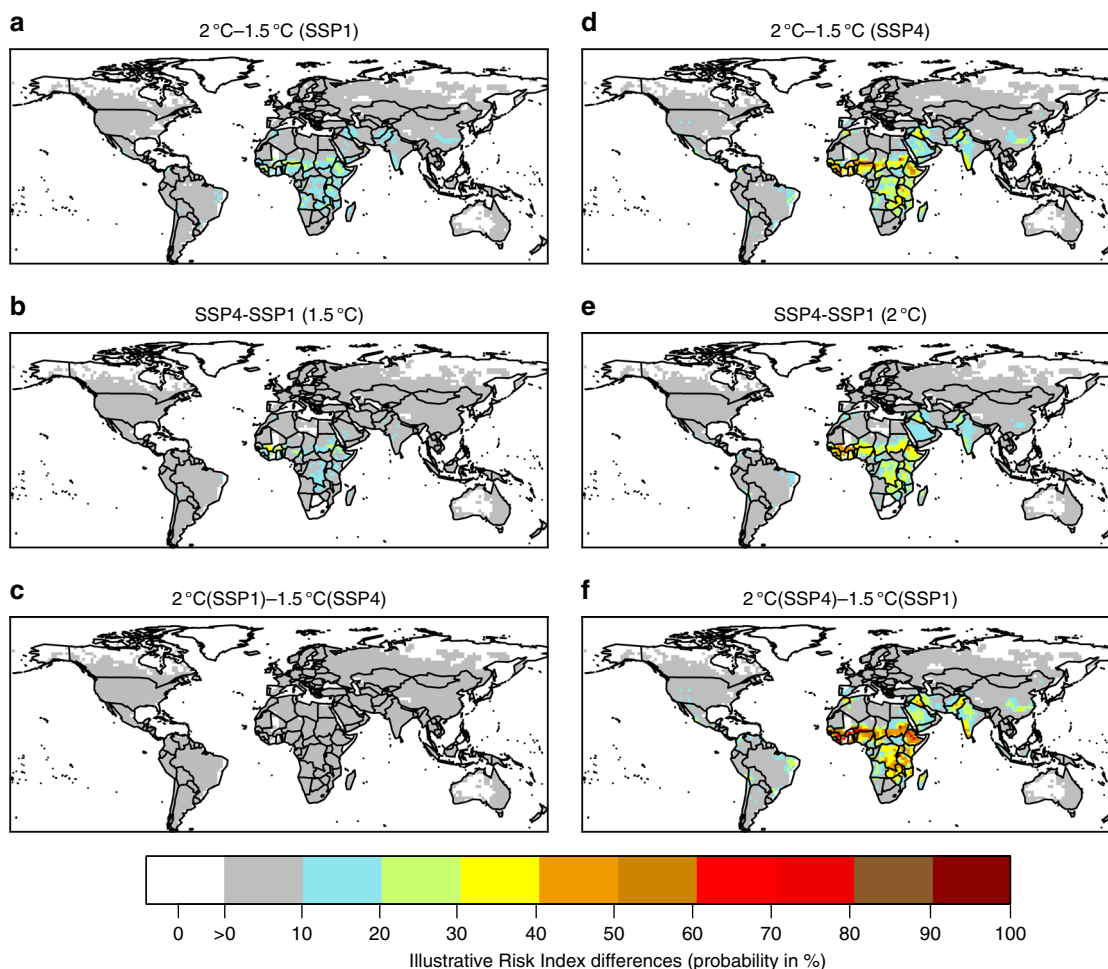 a
2 °C–1.5 °C (SSP1)
d
2 °C–1.5 °C (SSP4)
b
SSP4-SSP1 (1.5 °C)
e
SSP4-SSP1 (2 °C)
c
2 °C(SSP1)–1.5 °C(SSP4)
f
2 °C(SSP4)–1.5 °C(SSP1)
0 >0 10 20 30 40 50 60 70 80 90 100
Illustrative Risk Index differences (probability in %)